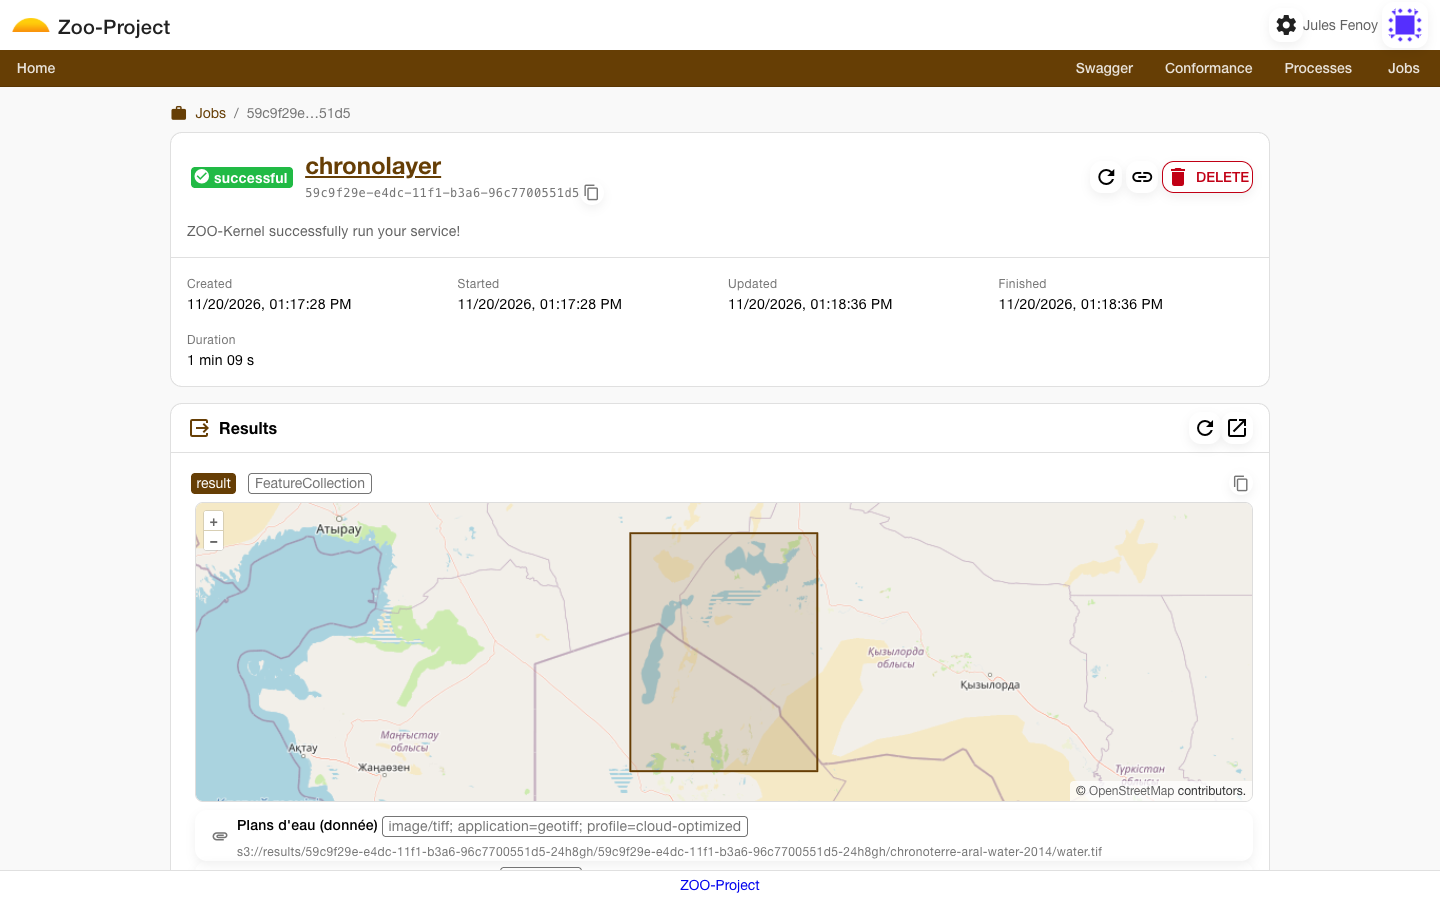 Zoo-Project
Jules Fenoy
Home
Swagger
Conformance
Processes
Jobs
Jobs / 59c9f29e…51d5
successful
chronolayer
59c9f29e-e4dc-11f1-b3a6-96c7700551d5
DELETE
ZOO-Kernel successfully run your service!
Created
11/20/2026, 01:17:28 PM
Started
11/20/2026, 01:17:28 PM
Updated
11/20/2026, 01:18:36 PM
Finished
11/20/2026, 01:18:36 PM
Duration
1 min 09 s
Results
result
FeatureCollection
+
−
Атырау
Қызылорда
облысы
Қызылорда
Маңғыстау
облысы
Ақтау
Жаңаөзен
Түркістан
© OpenStreetMap contributors.
Plans d'eau (donnée) image/tiff; application=geotiff; profile=cloud-optimized
s3://results/59c9f29e-e4dc-11f1-b3a6-96c7700551d5-24h8gh/59c9f29e-e4dc-11f1-b3a6-96c7700551d5-24h8gh/chronoterre-aral-water-2014/water.tif
ZOO-Project